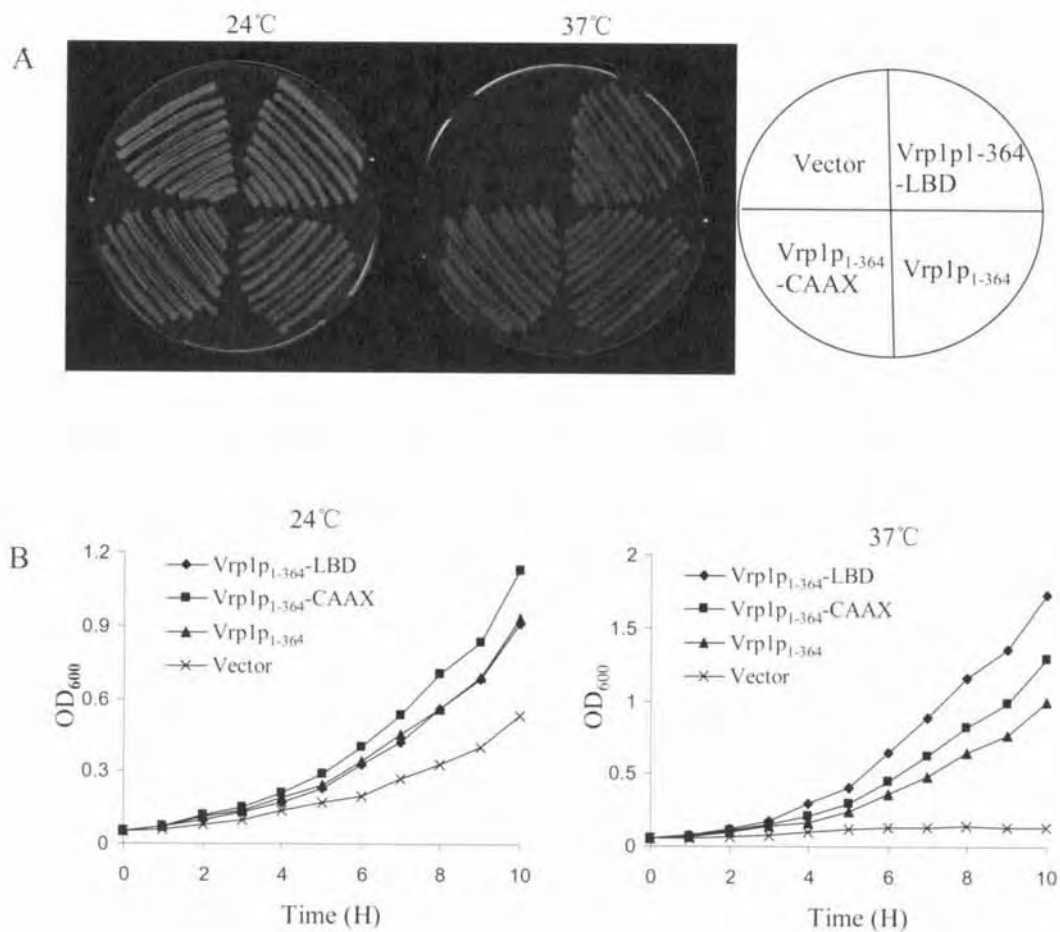 24℃ 37℃
A
Vector
Vrp1p1-364
-LBD
Vrp1p1-364
-CAAX
Vrp1p1-364
B
24℃
1.2
0.9
0.6
0.3
0
OD600
Vrp1p1-364-LBD
Vrp1p1-364-CAAX
Vrp1p1-364
Vector
0 2 4 6 8 10
Time (H)
37℃
2
1.5
1
0.5
0
OD600
Vrp1p1-364-LBD
Vrp1p1-364-CAAX
Vrp1p1-364
Vector
0 2 4 6 8 10
Time (H)